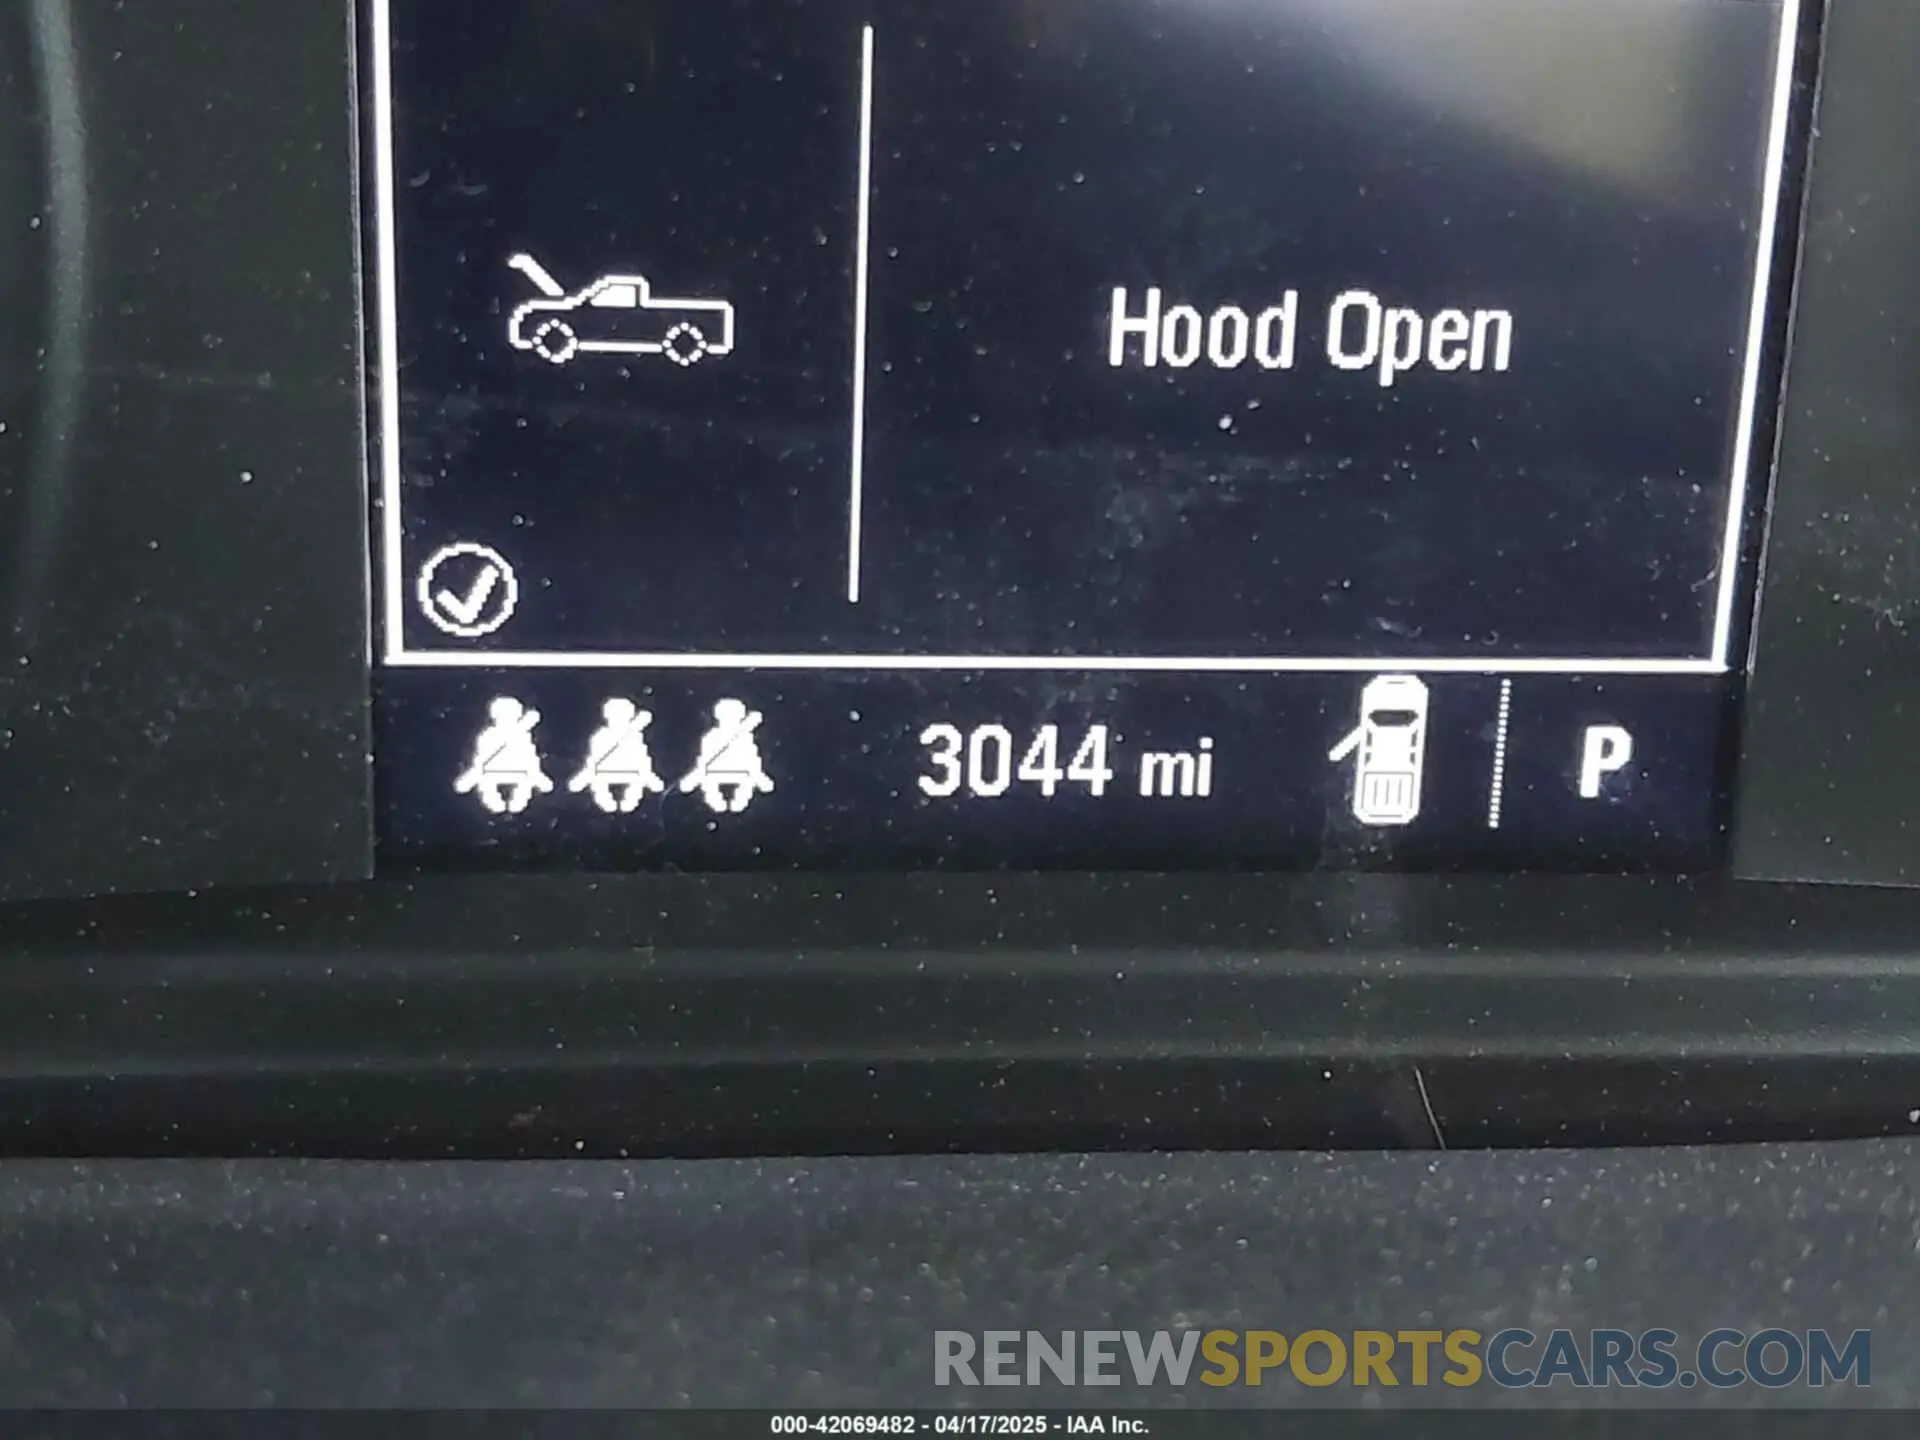 Hood Open
3044 mi
P
RENEWSPORTSCARS.COM
000-42069482 - 04/17/2025 - IAA Inc.